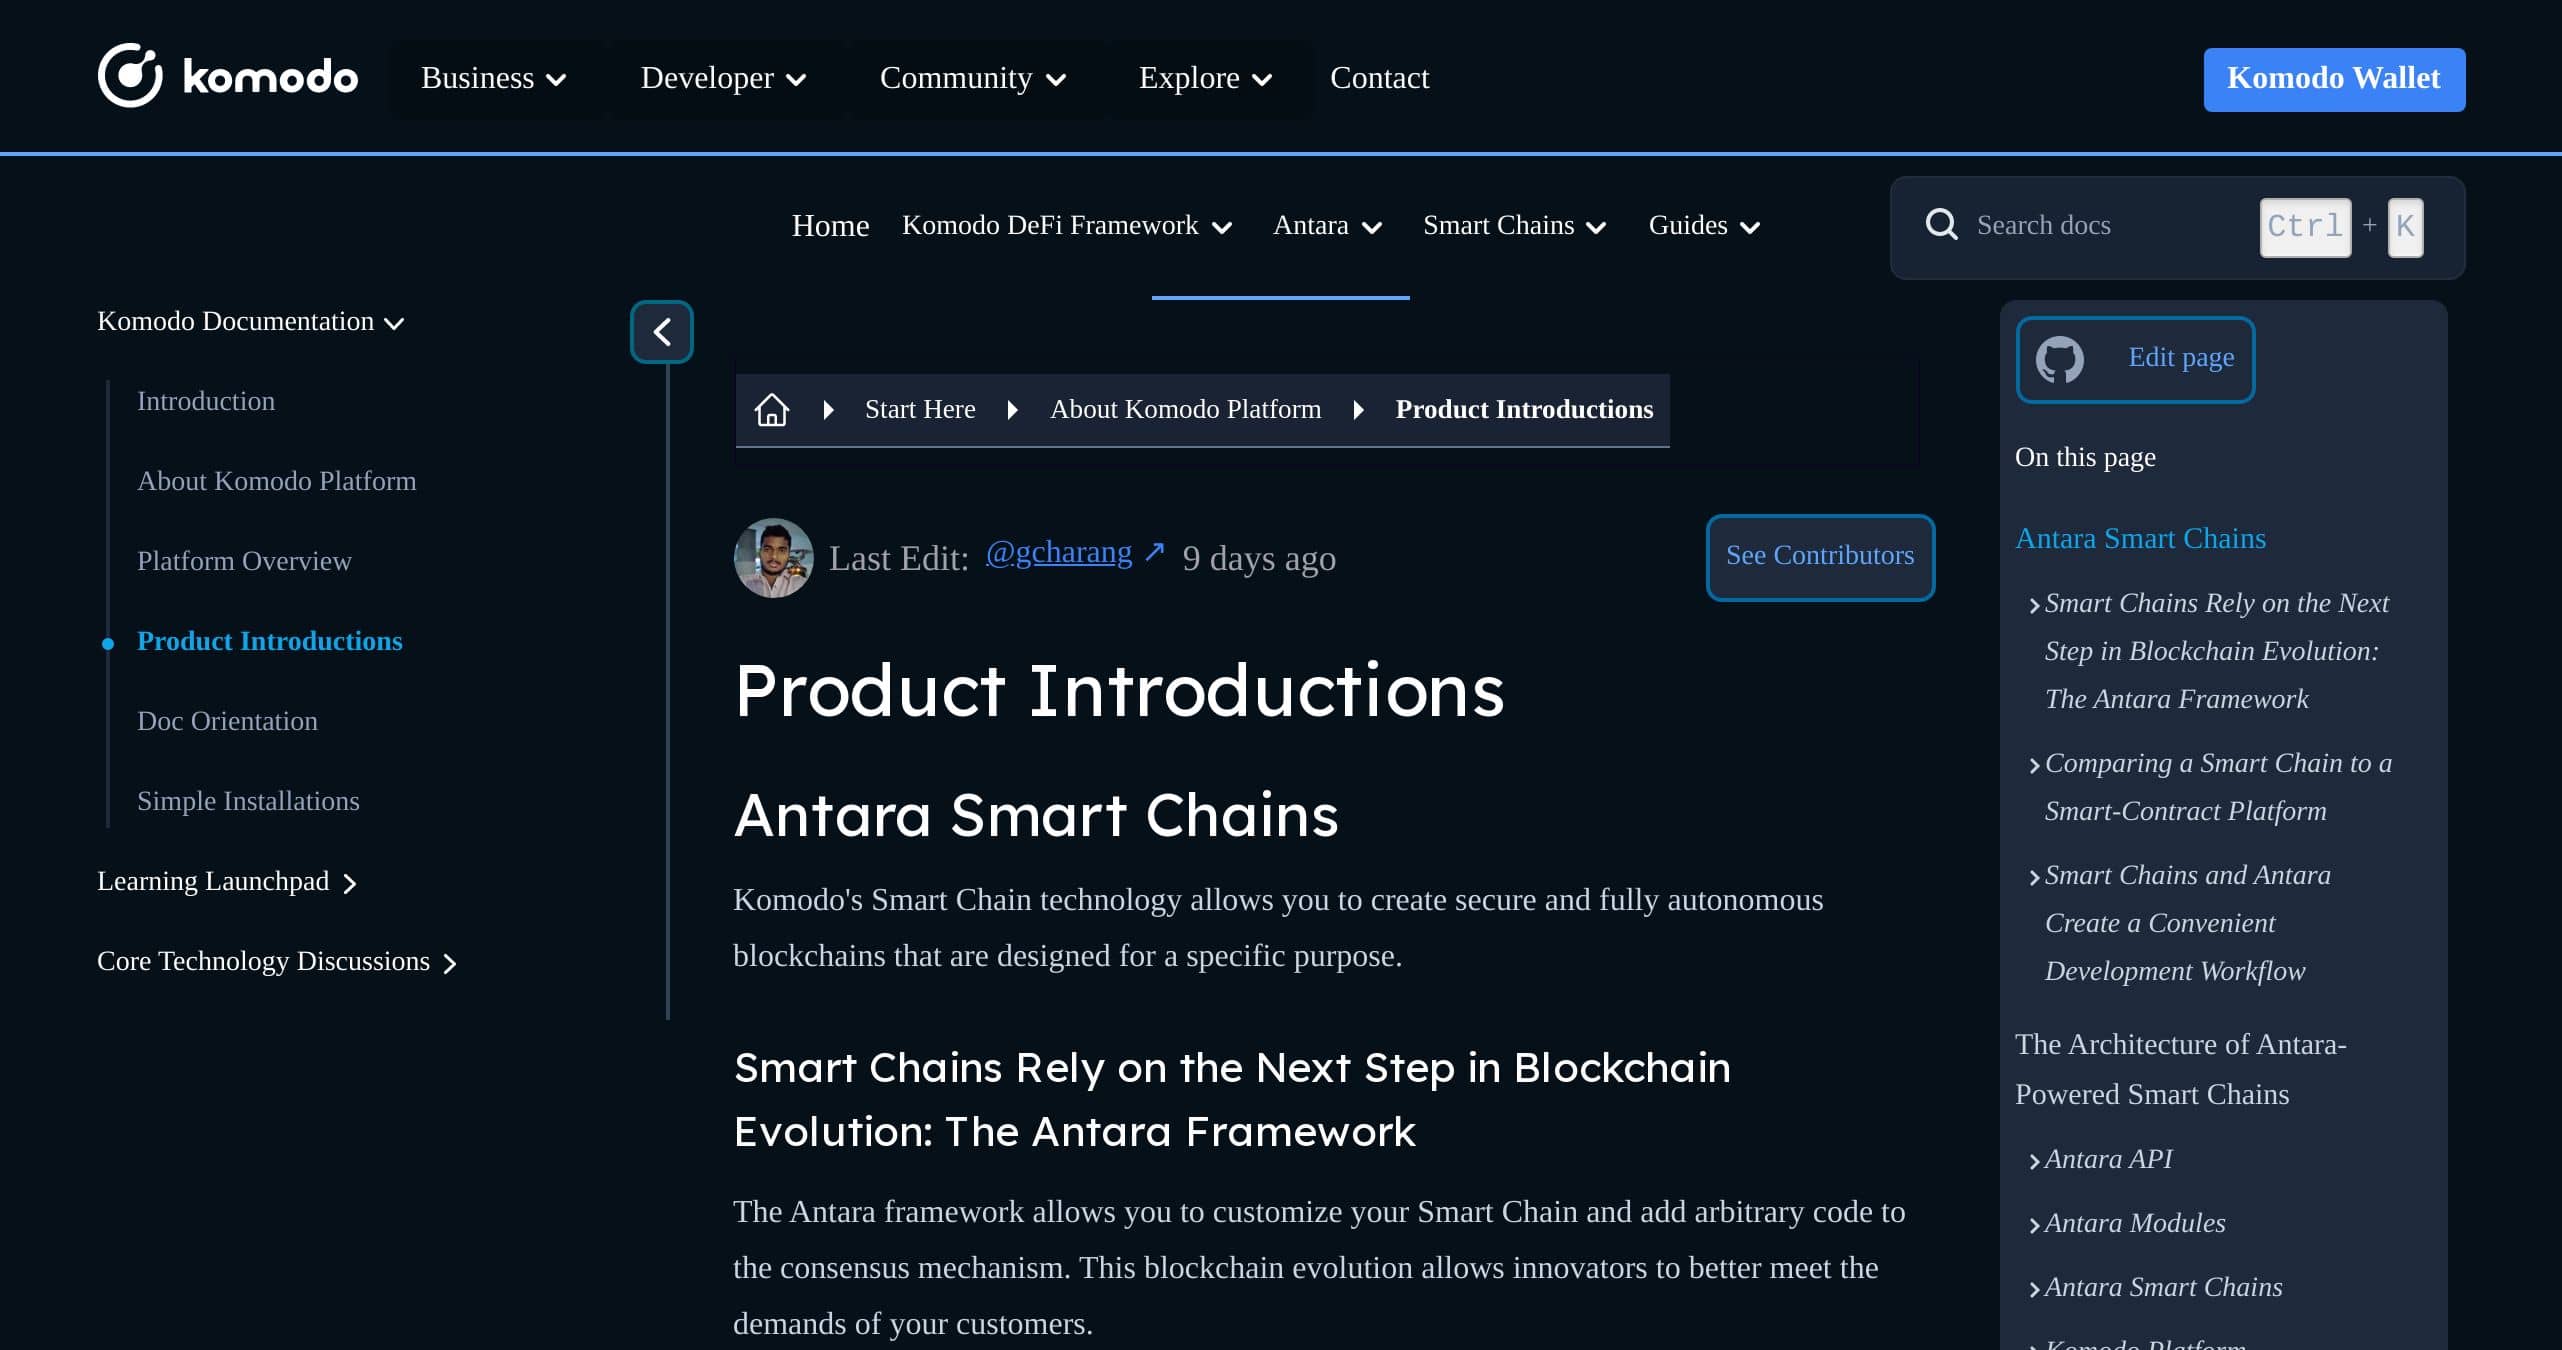 komodo
Business
Developer
Community
Explore
Contact
Komodo Wallet
Home
Komodo DeFi Framework
Antara
Smart Chains
Guides
Search docs
Ctrl + K
Komodo Documentation
Introduction
About Komodo Platform
Platform Overview
Product Introductions
Doc Orientation
Simple Installations
Learning Launchpad
Core Technology Discussions
Start Here
About Komodo Platform
Product Introductions
Last Edit: @gcharang ↗ 9 days ago
See Contributors
Product Introductions
Antara Smart Chains
Komodo's Smart Chain technology allows you to create secure and fully autonomous
blockchains that are designed for a specific purpose.
Smart Chains Rely on the Next Step in Blockchain
Evolution: The Antara Framework
The Antara framework allows you to customize your Smart Chain and add arbitrary code to
the consensus mechanism. This blockchain evolution allows innovators to better meet the
demands of your customers.
Edit page
On this page
Antara Smart Chains
Smart Chains Rely on the Next
Step in Blockchain Evolution:
The Antara Framework
Comparing a Smart Chain to a
Smart-Contract Platform
Smart Chains and Antara
Create a Convenient
Development Workflow
The Architecture of Antara-
Powered Smart Chains
Antara API
Antara Modules
Antara Smart Chains
Komodo Platform